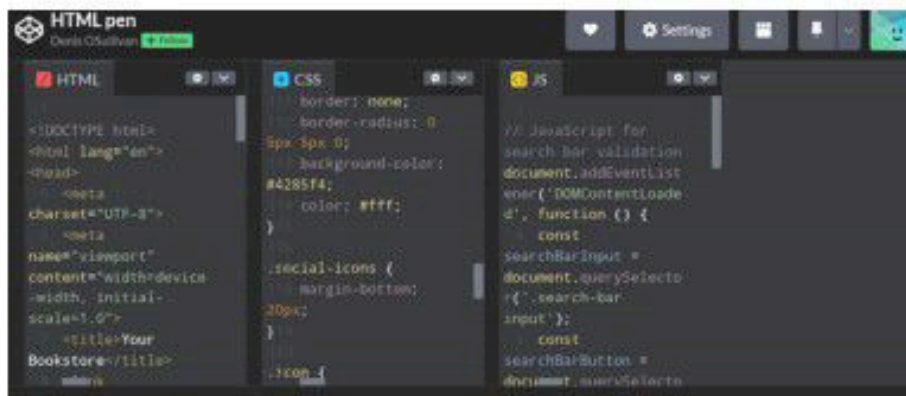 HTML pen
Denis OSullivan + Follow
Settings
HTML
<!DOCTYPE html>
<html lang="en">
<head>
<meta
charset="UTF-8">
<meta
name="viewport"
content="width=device
-width, initial-
scale=1.0">
<title>Your
Bookstore</title>
CSS
border: none;
border-radius: 0
5px 5px 0;
background-color:
#4285f4;
color: #fff;
}
.social-icons {
margin-bottom:
20px;
}
.icon {
JS
// JavaScript for
search bar validation
document.addEventList
ener('DOMContentLoade
d', function () {
const
searchBarInput =
document.querySelecto
r('.search-bar
input');
const
searchBarButton =
document.querySelecto